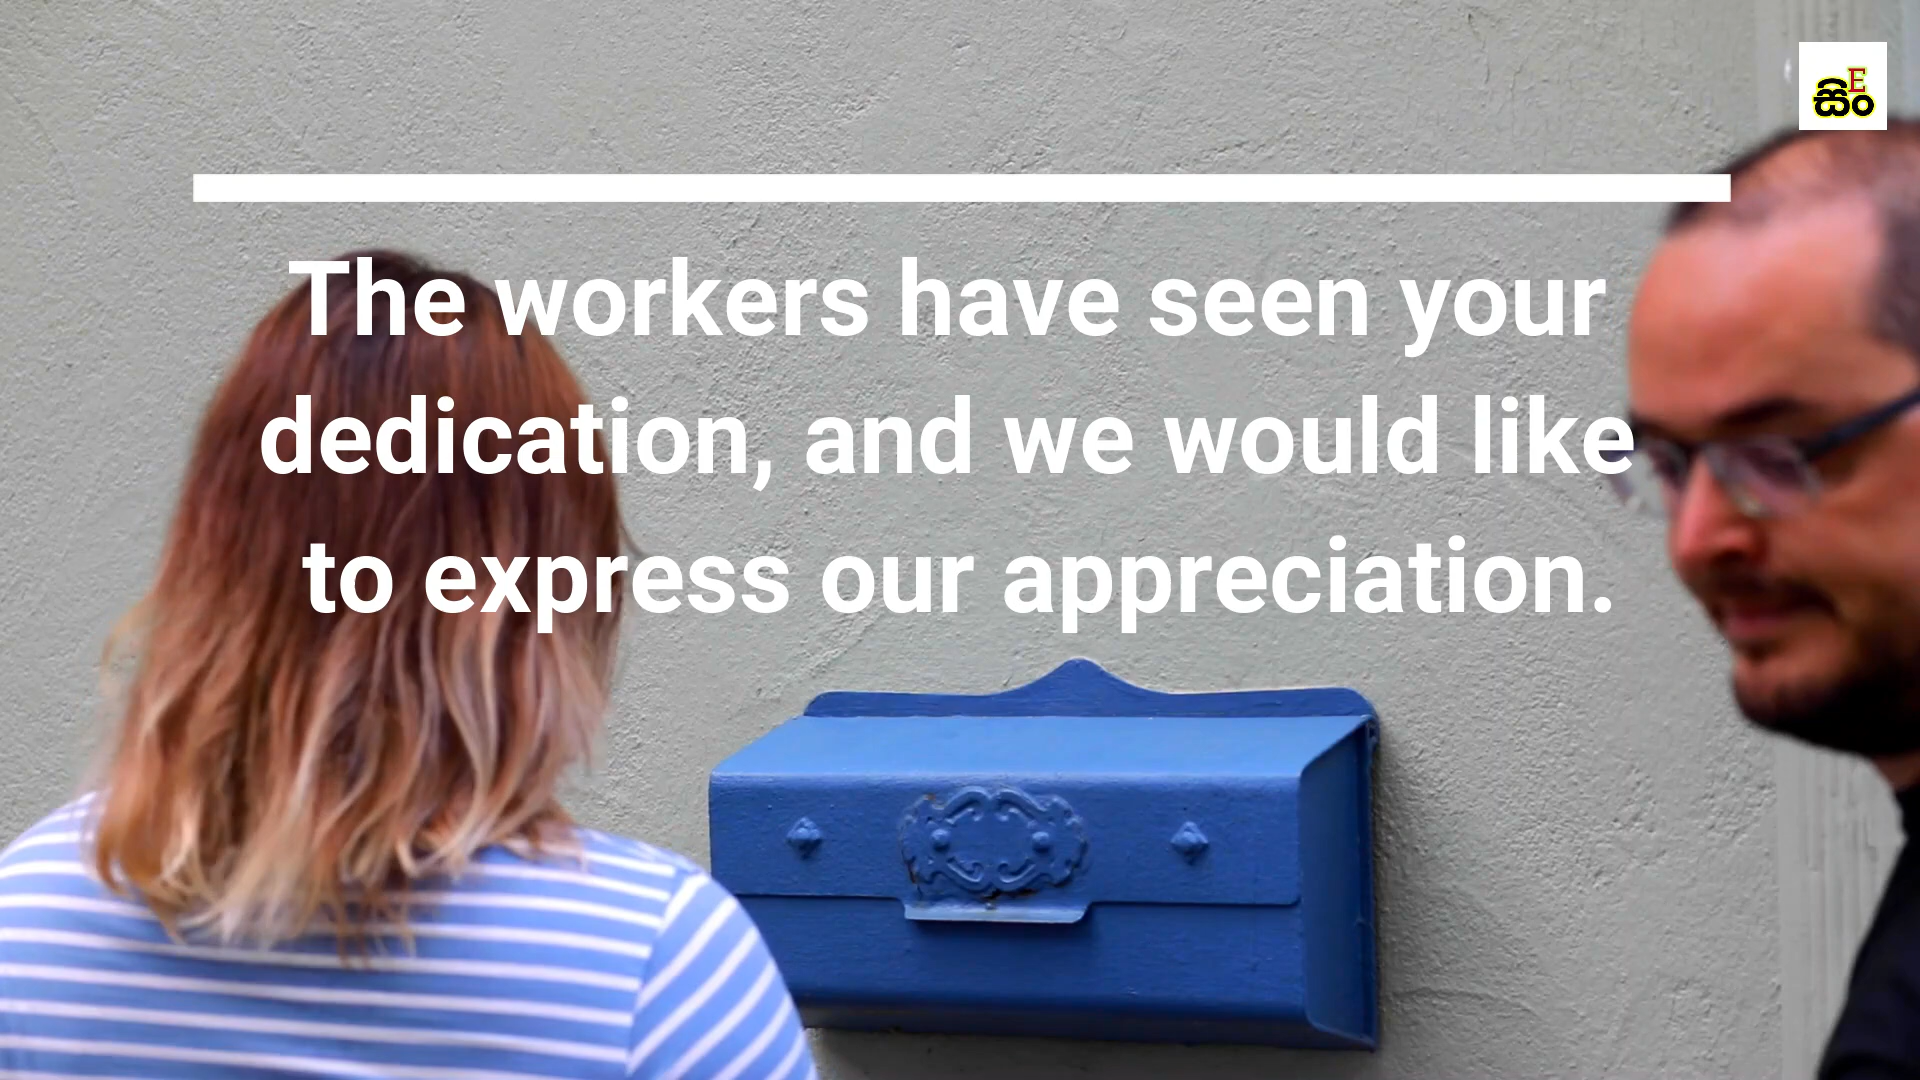 E
සිං
The workers have seen your
dedication, and we would like
to express our appreciation.